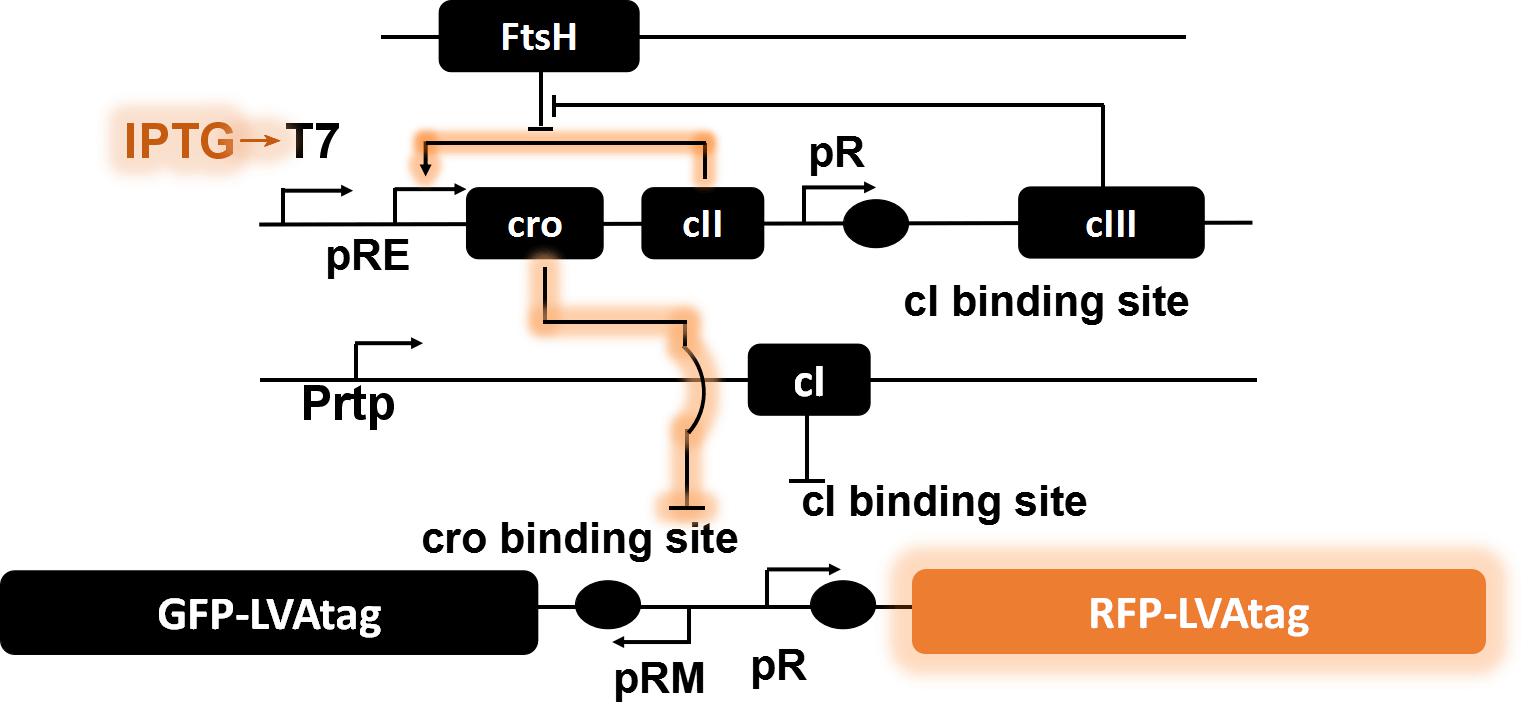 FtsH
IPTG→T7
pR
cro
cII
cIII
pRE
cI binding site
cI
Prtp
cI binding site
cro binding site
GFP-LVAtag
RFP-LVAtag
pRM
pR